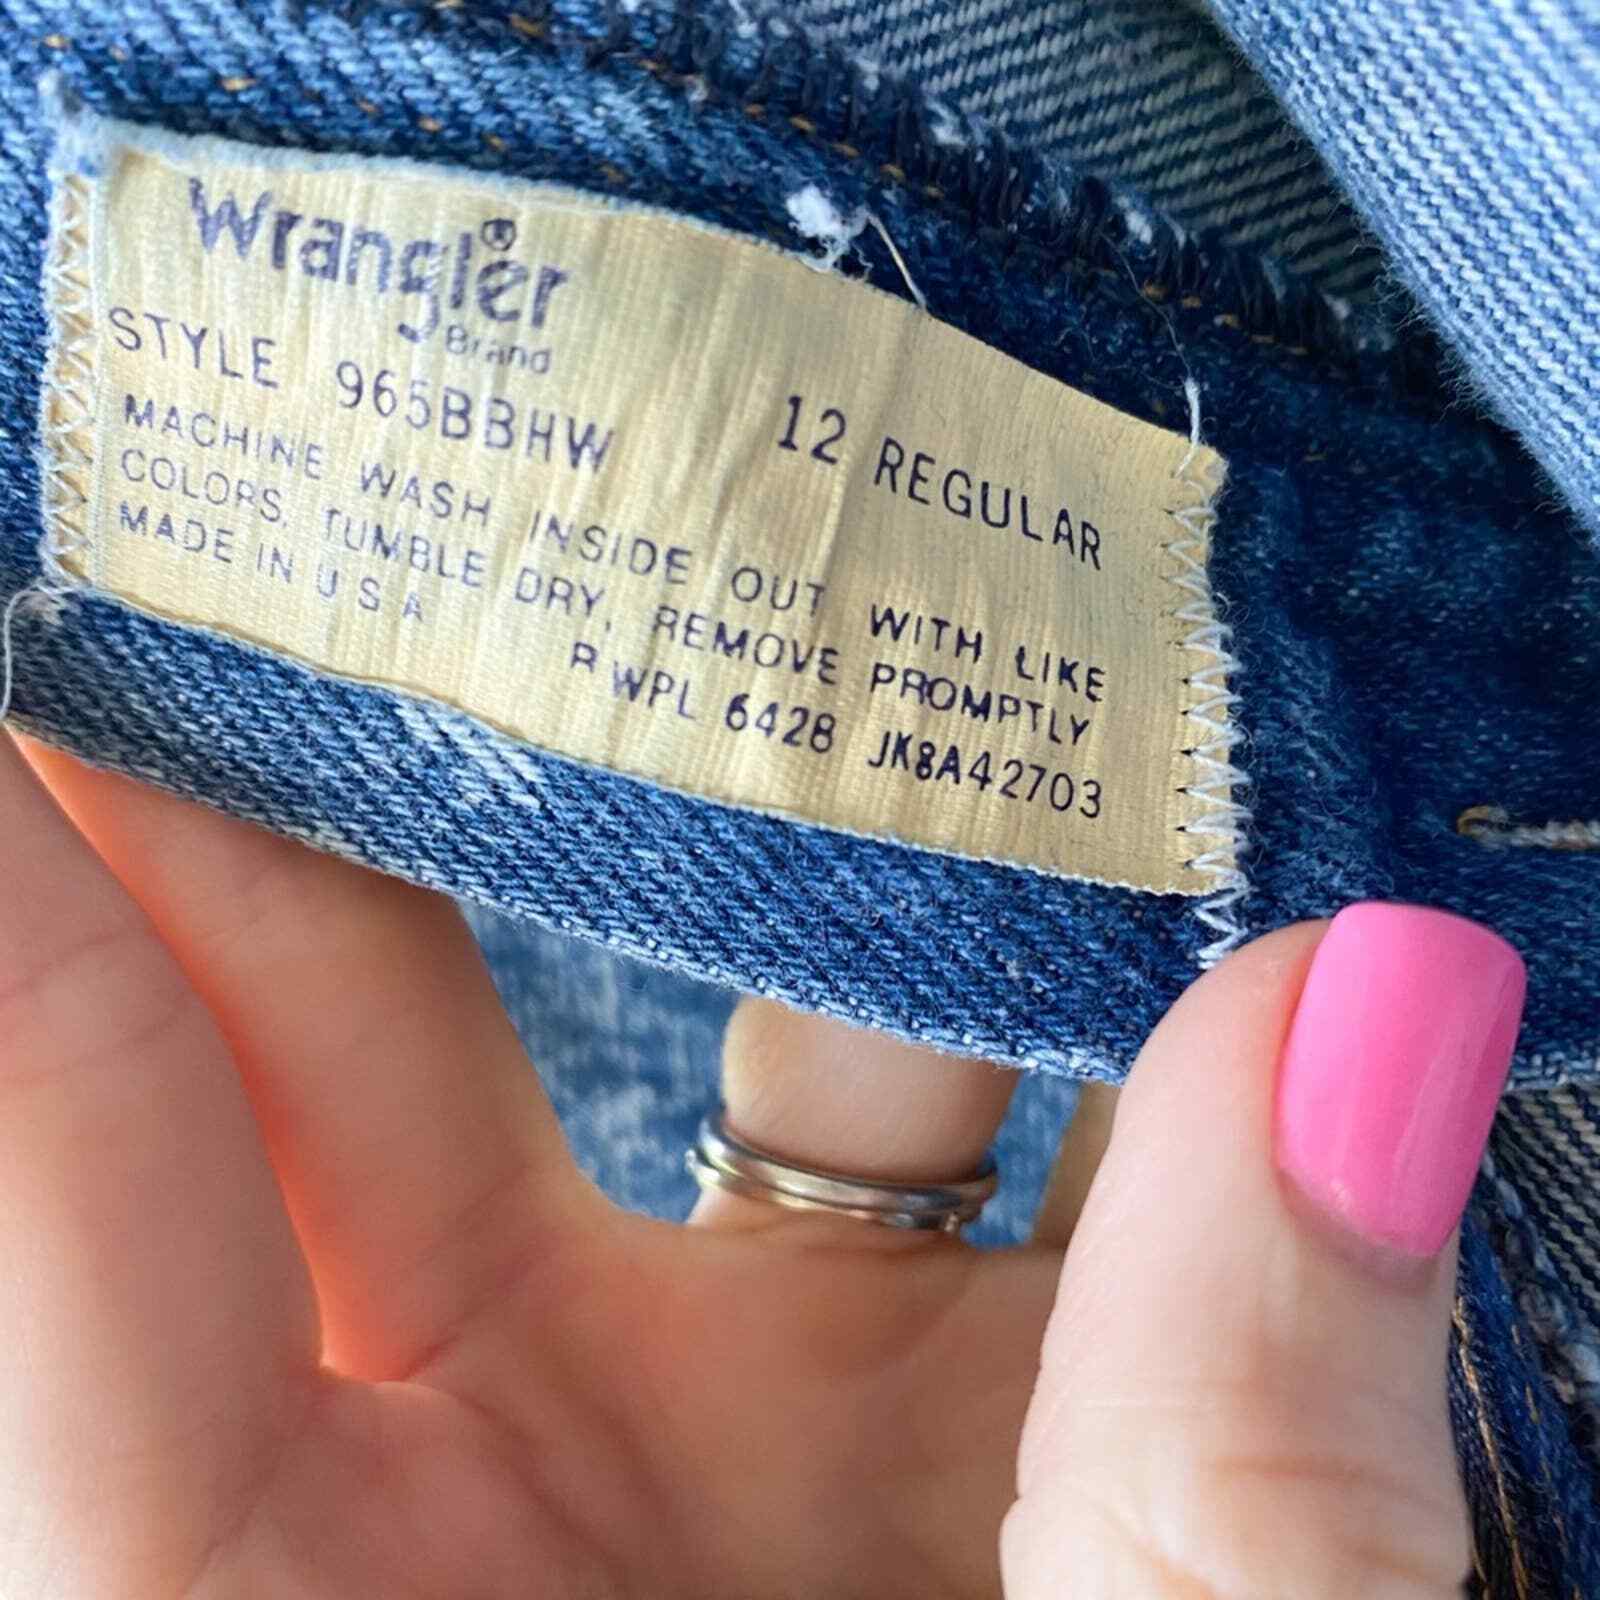 Wrangler®
Brand
STYLE 965BBHW 12 REGULAR
MACHINE WASH INSIDE OUT WITH LIKE
COLORS, TUMBLE DRY, REMOVE PROMPTLY
MADE IN U S A R WPL 6428 JK8A42703